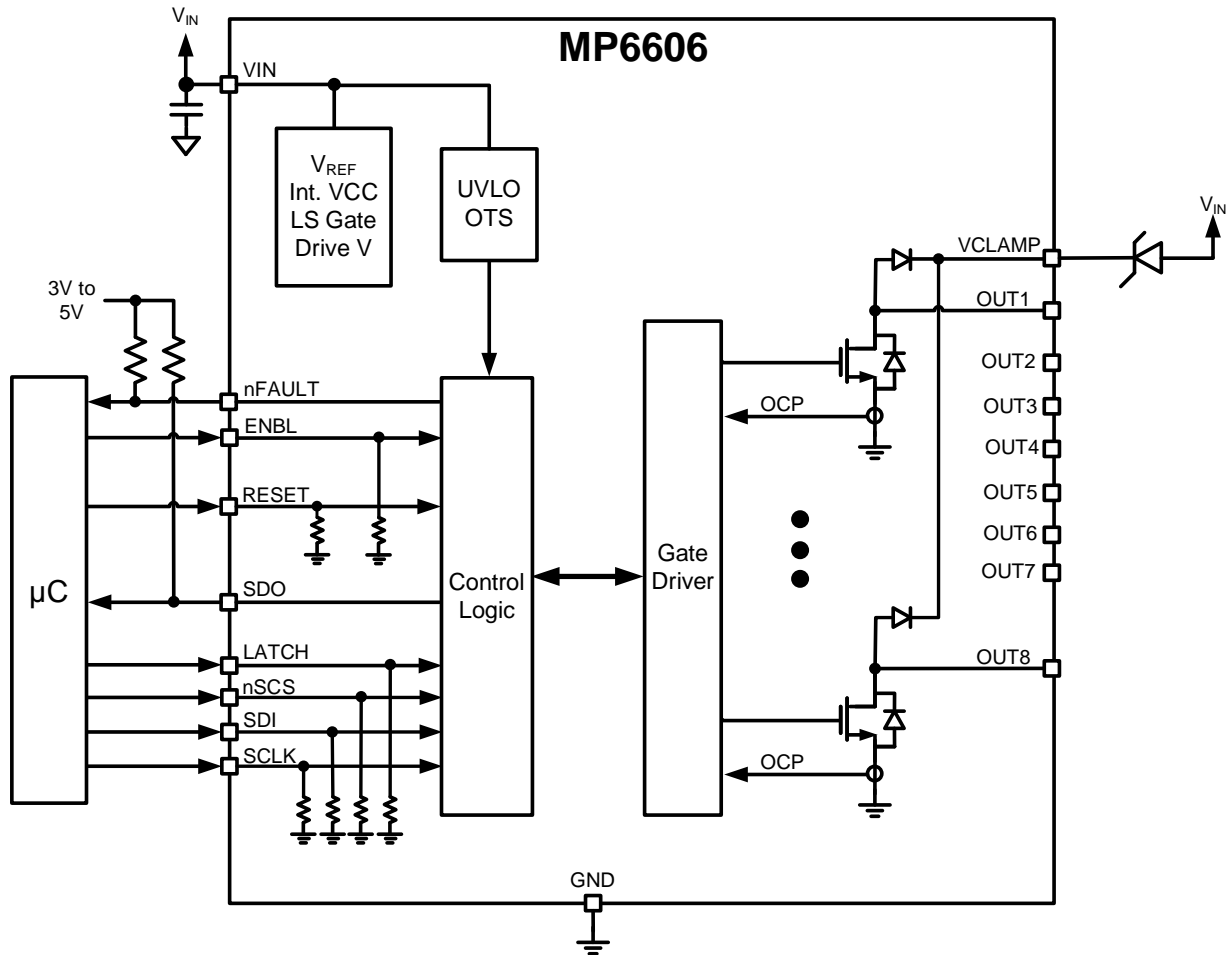 MP6606
VIN
VIN
VREF
Int. VCC
LS Gate
Drive V
UVLO
OTS
VIN
VCLAMP
3V to
5V
OUT1
OUT2
nFAULT
OCP
OUT3
ENBL
OUT4
RESET
OUT5
OUT6
Gate
Driver
OUT7
Control
Logic
µC
SDO
LATCH
OUT8
nSCS
SDI
SCLK
OCP
GND